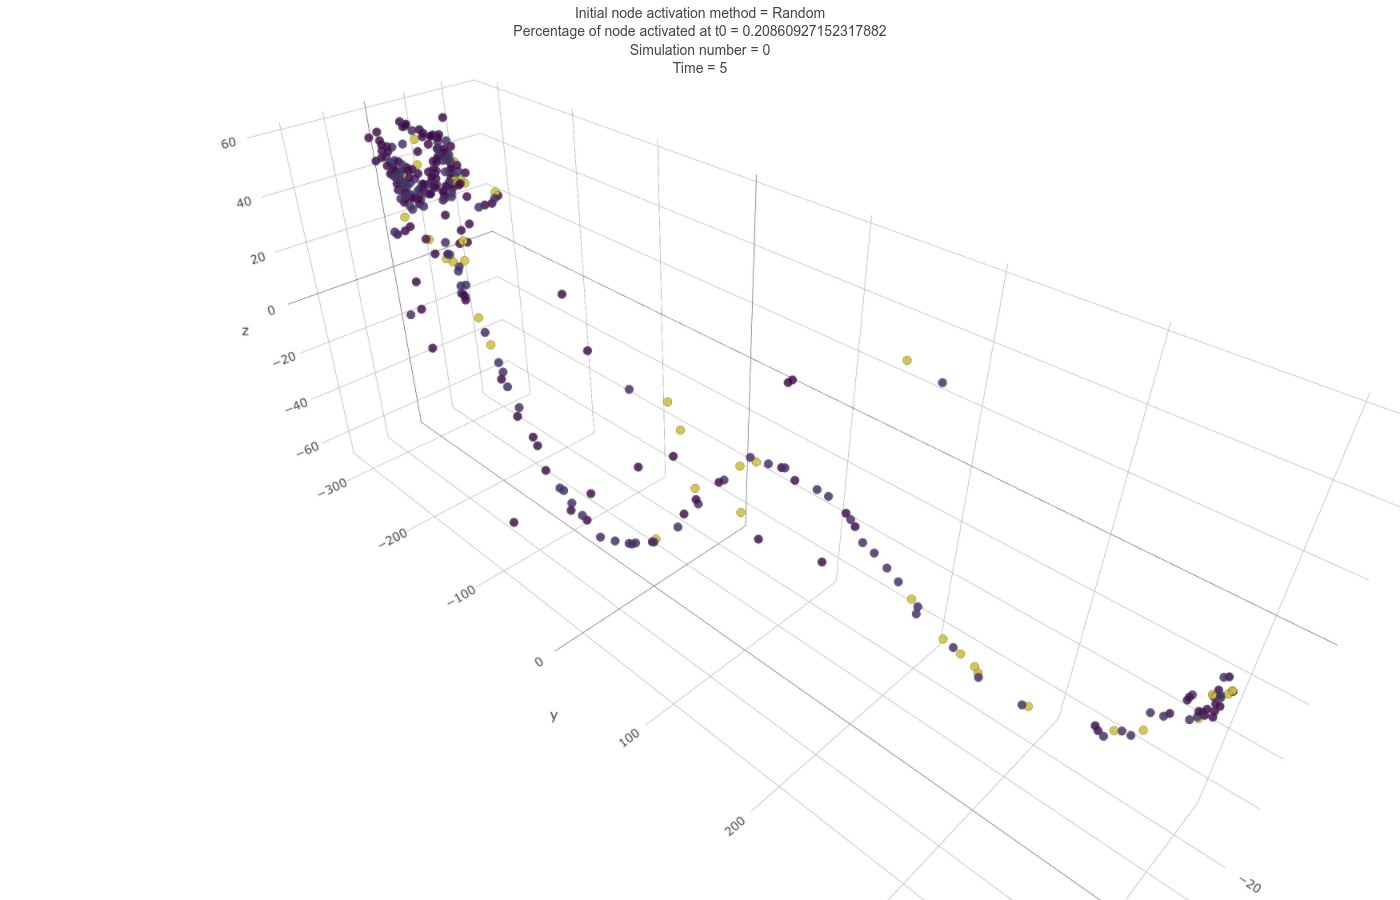 Initial node activation method = Random
Percentage of node activated at t0 = 0.20860927152317882
Simulation number = 0
Time = 5
60
40
20
0
z
−20
−40
−60
−300
−200
−100
0
y
100
200
−20